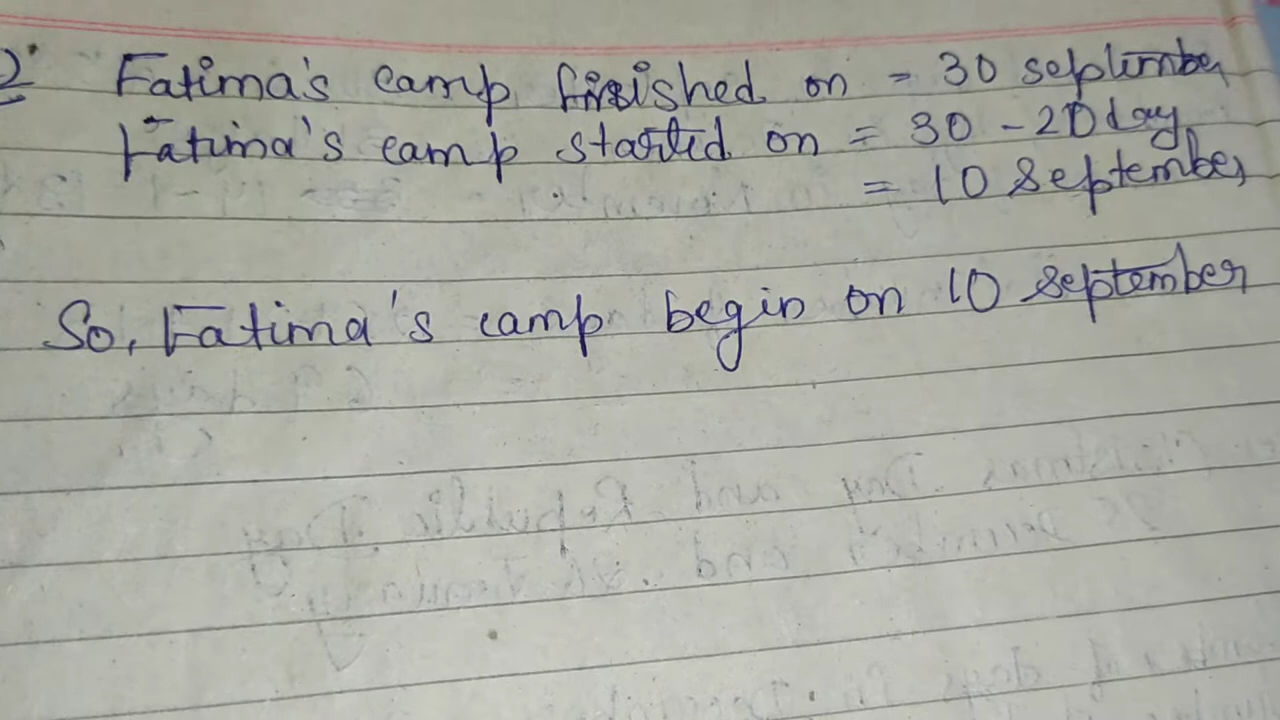 2. Fatima's camp finished on = 30 september
Fatima's camp started on = 30 - 20 day
= 10 September
So, Fatima's camp begin on 10 september